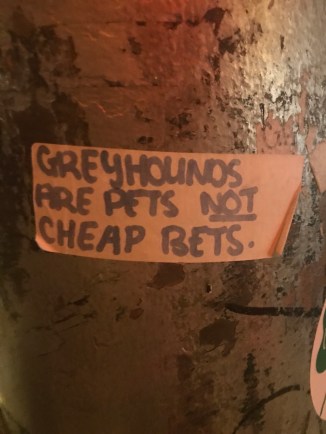 GREYHOUNDS
ARE PETS NOT
CHEAP BETS.